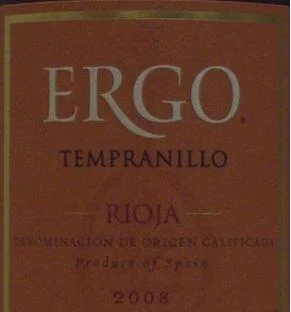 ERGO.
TEMPRANILLO
RIOJA
DENOMINACIÓN DE ORIGEN CALIFICADA
Product of Spain
2008